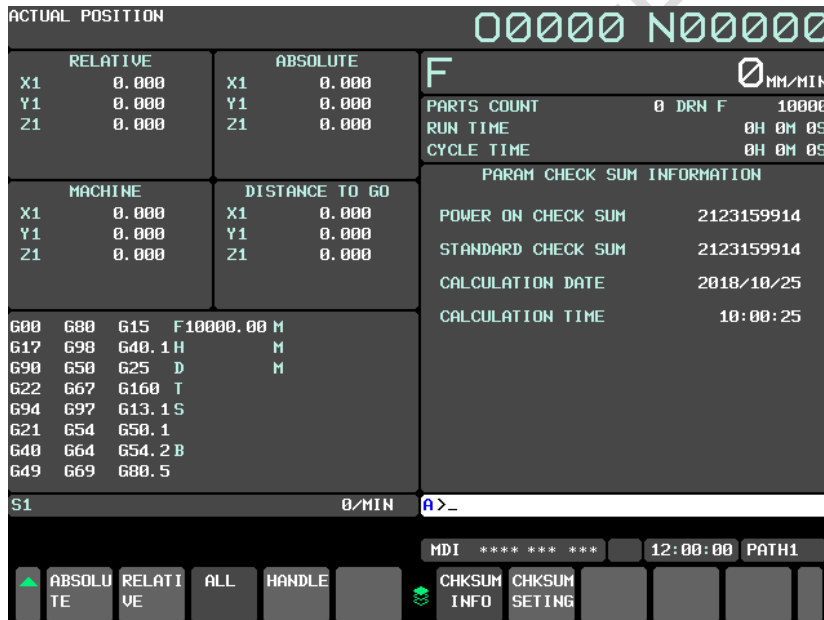 ACTUAL POSITION
O0000 N00000
RELATIVE
X1 0.000
Y1 0.000
Z1 0.000
ABSOLUTE
X1 0.000
Y1 0.000
Z1 0.000
F 0 MM/MIN
PARTS COUNT 0 DRN F 10000
RUN TIME 0H 0M 0S
CYCLE TIME 0H 0M 0S
MACHINE
X1 0.000
Y1 0.000
Z1 0.000
DISTANCE TO GO
X1 0.000
Y1 0.000
Z1 0.000
PARAM CHECK SUM INFORMATION
POWER ON CHECK SUM 2123159914
STANDARD CHECK SUM 2123159914
CALCULATION DATE 2018/10/25
CALCULATION TIME 10:00:25
G00 G80 G15 F10000.00 M
G17 G98 G40.1 H M
G90 G50 G25 D M
G22 G67 G160 T
G94 G97 G13.1 S
G21 G54 G50.1
G40 G64 G54.2 B
G49 G69 G80.5
S1 0/MIN
A>_
MDI **** *** ***
12:00:00
PATH1
ABSOLU
TE
RELATI
VE
ALL
HANDLE
CHKSUM
INFO
CHKSUM
SETING